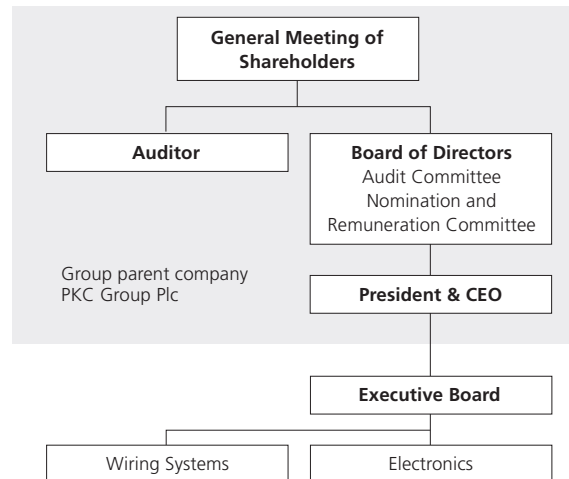 General Meeting of
Shareholders
Auditor
Board of Directors
Audit Committee
Nomination and
Remuneration Committee
Group parent company
PKC Group Plc
President & CEO
Executive Board
Wiring Systems
Electronics